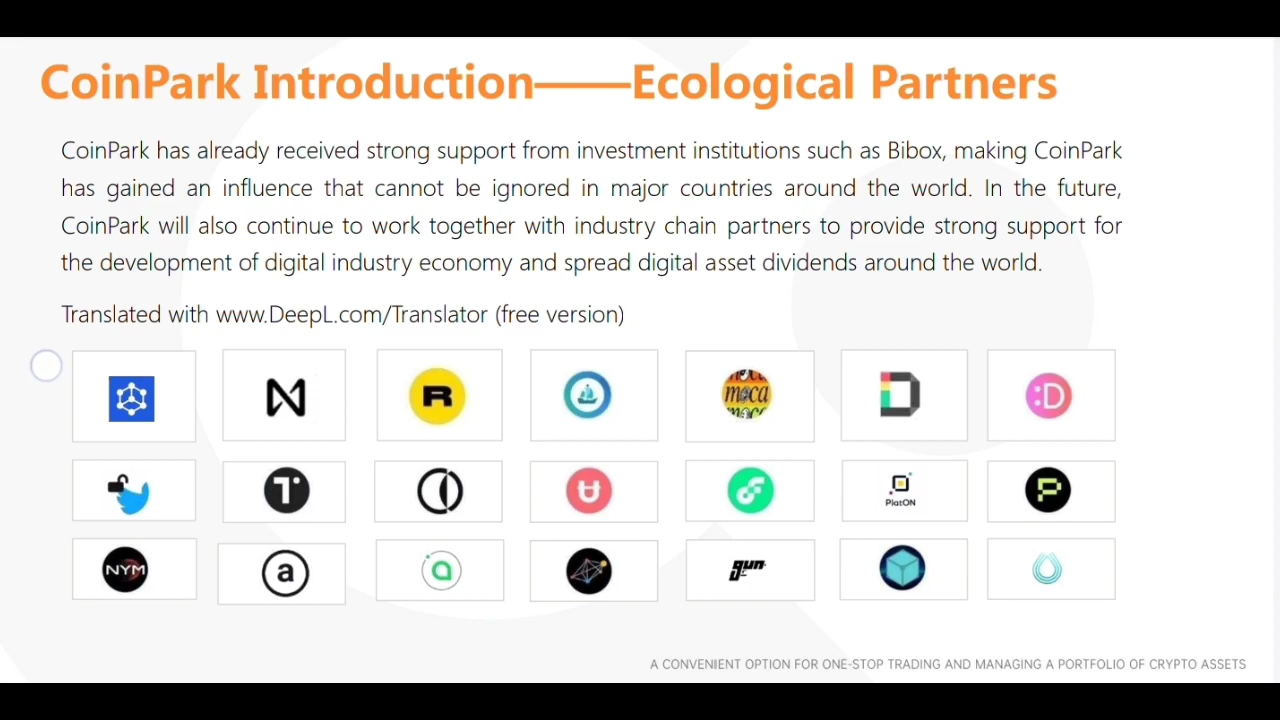 CoinPark Introduction——Ecological Partners
CoinPark has already received strong support from investment institutions such as Bibox, making CoinPark
has gained an influence that cannot be ignored in major countries around the world. In the future,
CoinPark will also continue to work together with industry chain partners to provide strong support for
the development of digital industry economy and spread digital asset dividends around the world.
Translated with www.DeepL.com/Translator (free version)
R
moca
D
:D
T
PlatON
P
NYM
a
a
gun
A CONVENIENT OPTION FOR ONE-STOP TRADING AND MANAGING A PORTFOLIO OF CRYPTO ASSETS